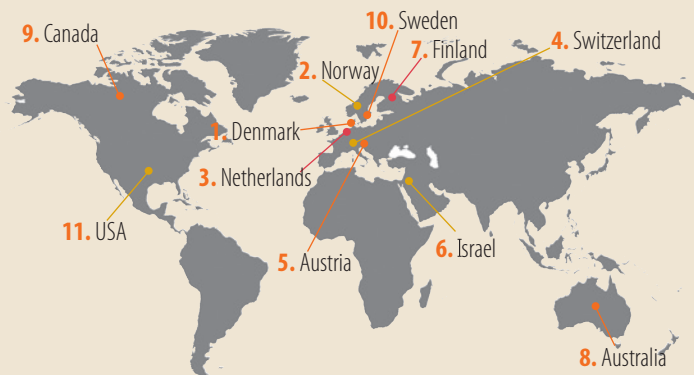 10. Sweden
9. Canada
7. Finland
4. Switzerland
2. Norway
1. Denmark
3. Netherlands
11. USA
5. Austria
6. Israel
8. Australia